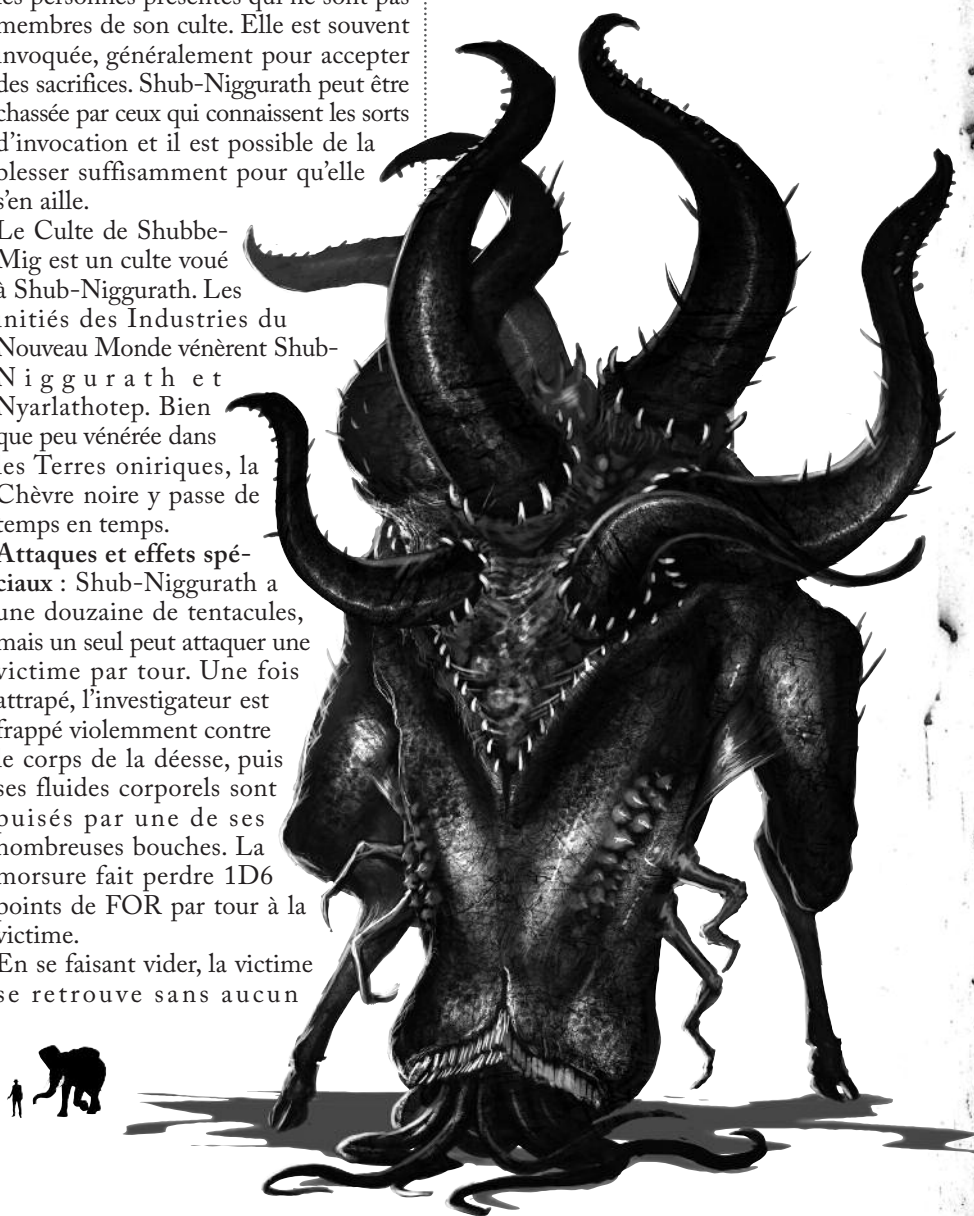 les personnes présentes qui ne sont pas
membres de son culte. Elle est souvent
invoquée, généralement pour accepter
des sacrifices. Shub-Niggurath peut être
chassée par ceux qui connaissent les sorts
d’invocation et il est possible de la
blesser suffisamment pour qu’elle
s’en aille.
Le Culte de Shubbe-
Mig est un culte voué
à Shub-Niggurath. Les
initiés des Industries du
Nouveau Monde vénèrent Shub-
Niggurath et
Nyarlathotep. Bien
que peu vénérée dans
les Terres oniriques, la
Chèvre noire y passe de
temps en temps.
Attaques et effets spé-
ciaux : Shub-Niggurath a
une douzaine de tentacules,
mais un seul peut attaquer une
victime par tour. Une fois
attrapé, l’investigateur est
frappé violemment contre
le corps de la déesse, puis
ses fluides corporels sont
puisés par une de ses
nombreuses bouches. La
morsure fait perdre 1D6
points de FOR par tour à la
victime.
En se faisant vider, la victime
se retrouve sans aucun